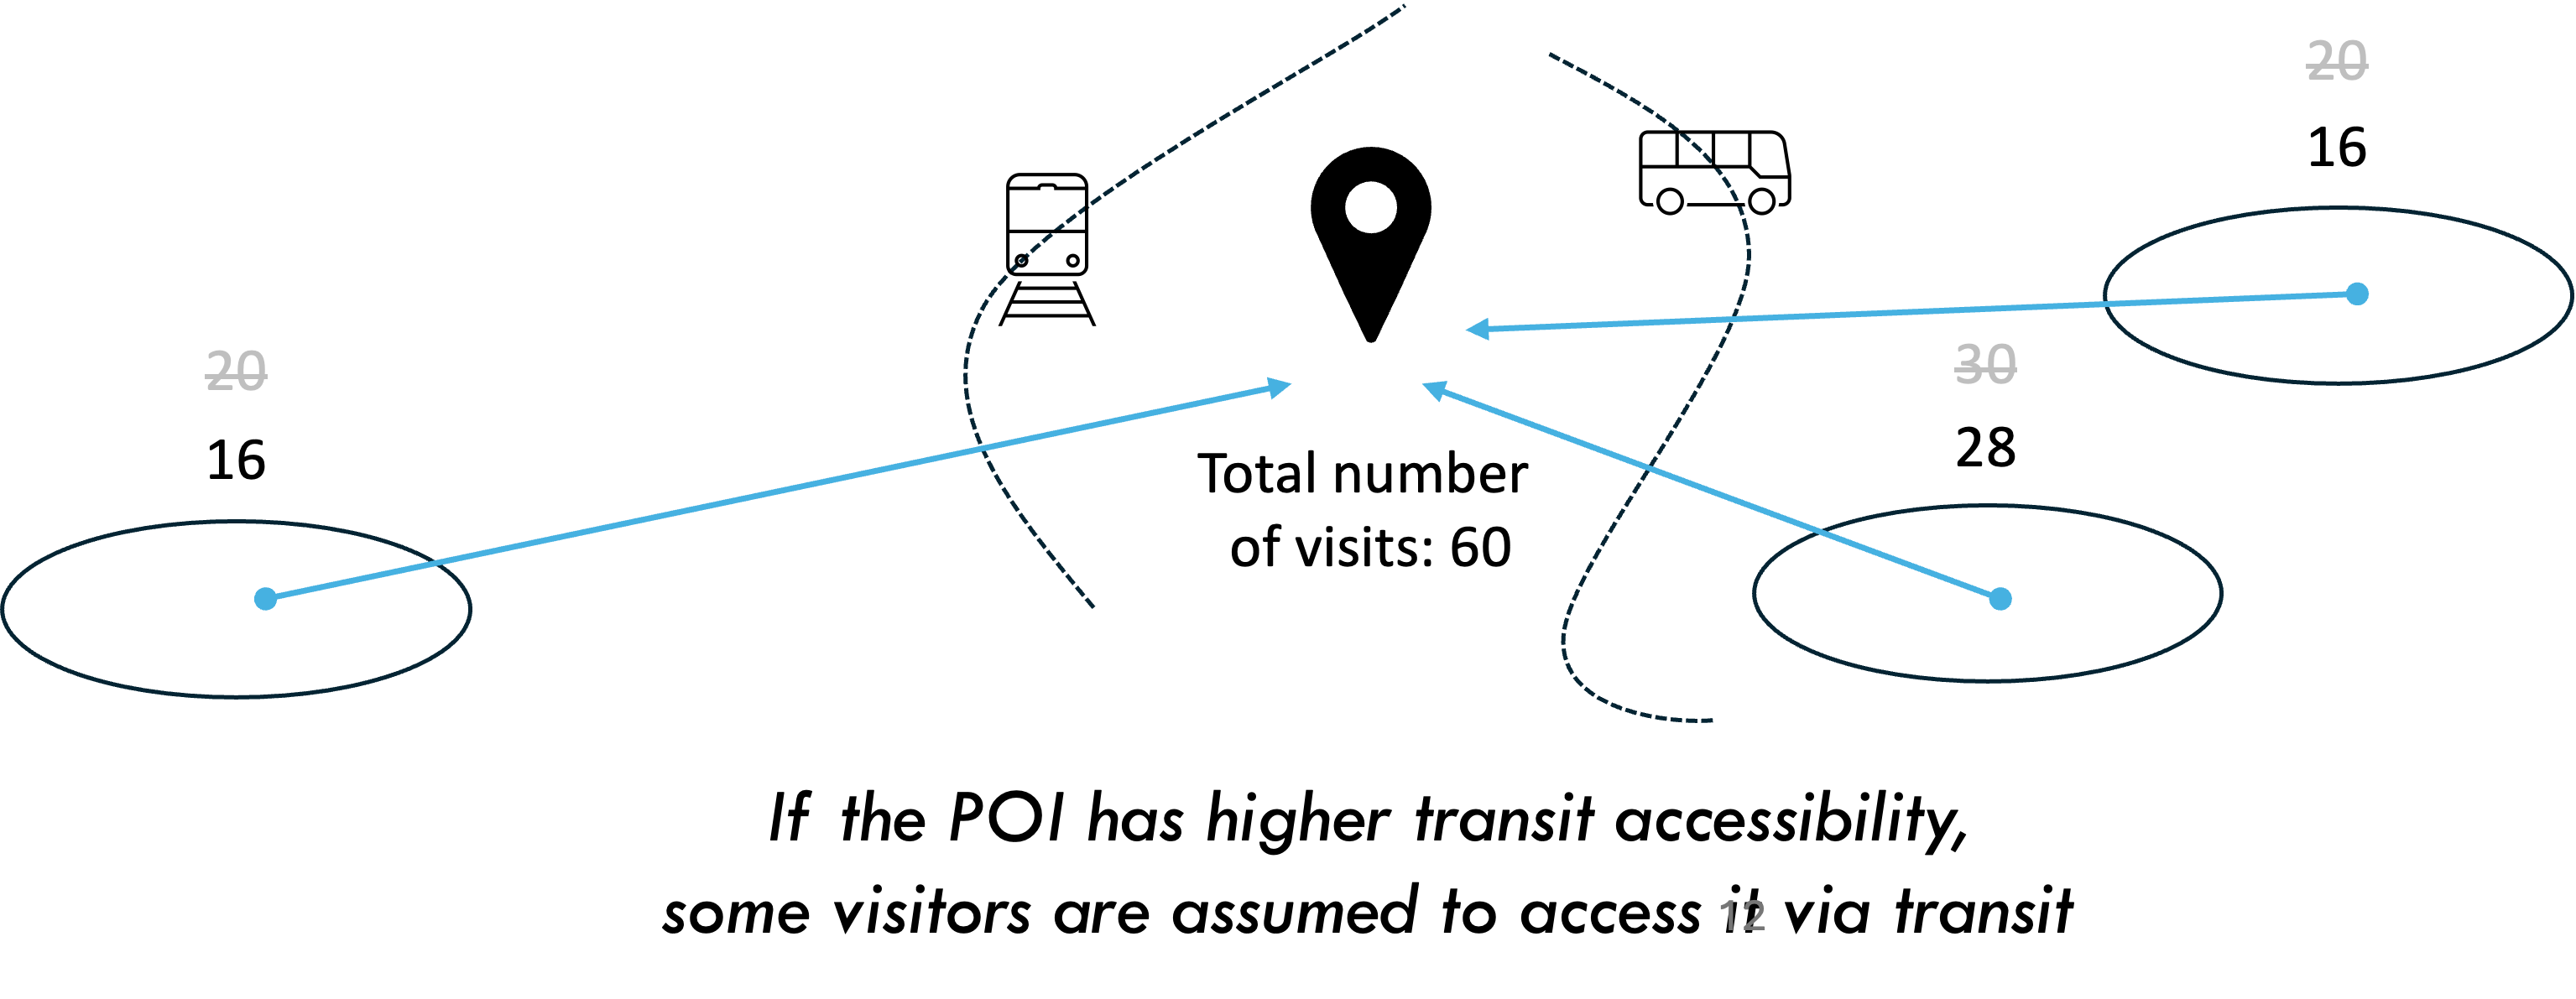 20
16
20
16
30
28
Total number
of visits: 60
If the POI has higher transit accessibility,
some visitors are assumed to access it via transit
12